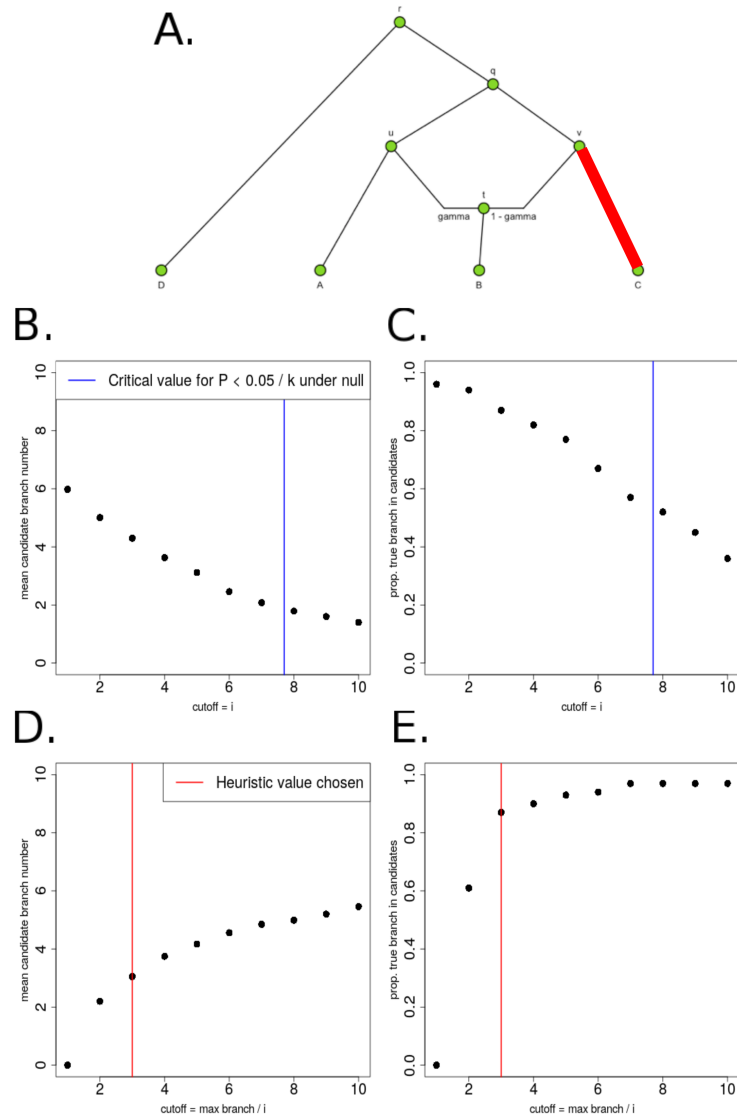 A.
r
q
u
v
t
gamma
1 - gamma
D
A
B
C
B.
Critical value for P < 0.05 / k under null
mean candidate branch number
0
2
4
6
8
10
2
4
6
8
10
cutoff = i
C.
prop. true branch in candidates
0.0
0.2
0.4
0.6
0.8
1.0
2
4
6
8
10
cutoff = i
D.
Heuristic value chosen
mean candidate branch number
0
2
4
6
8
10
2
4
6
8
10
cutoff = max branch / i
E.
prop. true branch in candidates
0.0
0.2
0.4
0.6
0.8
1.0
2
4
6
8
10
cutoff = max branch / i